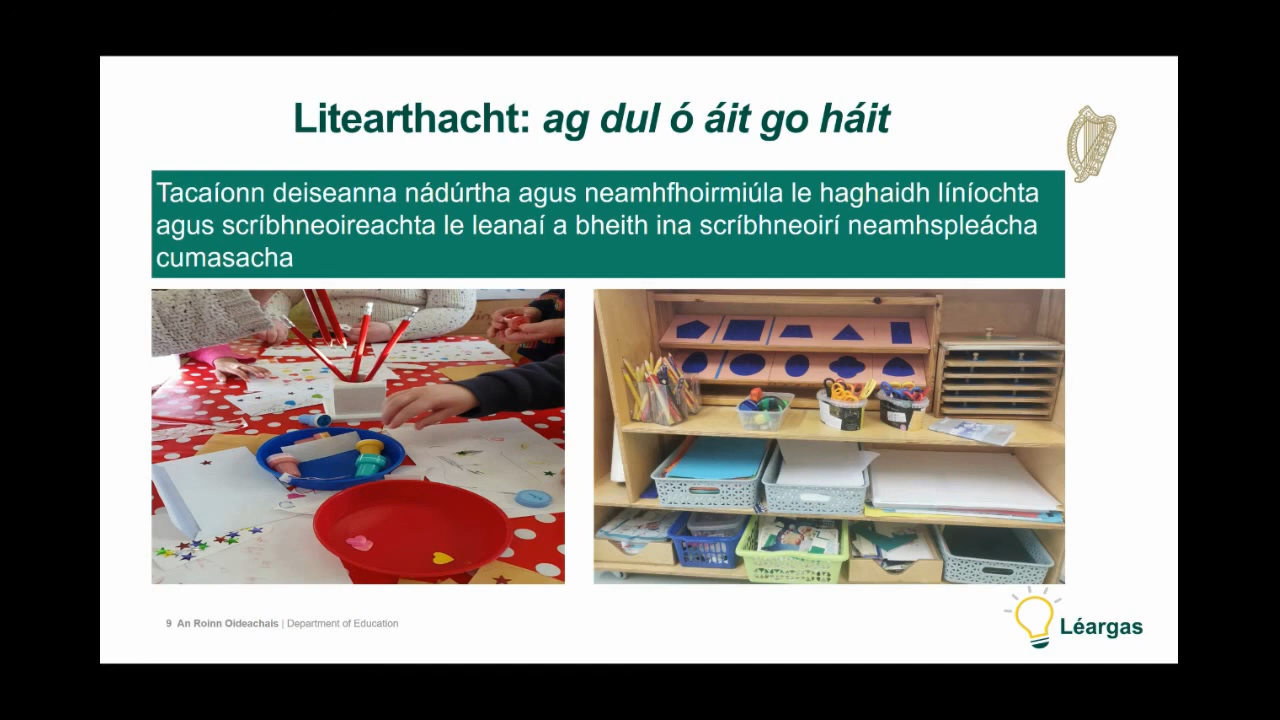 Litearthacht: ag dul ó áit go háit
Tacaíonn deiseanna nádúrtha agus neamhfhoirmiúla le haghaidh líníochta
agus scríbhneoireachta le leanaí a bheith ina scríbhneoirí neamhspleácha
cumasacha
9 An Roinn Oideachais | Department of Education
Léargas